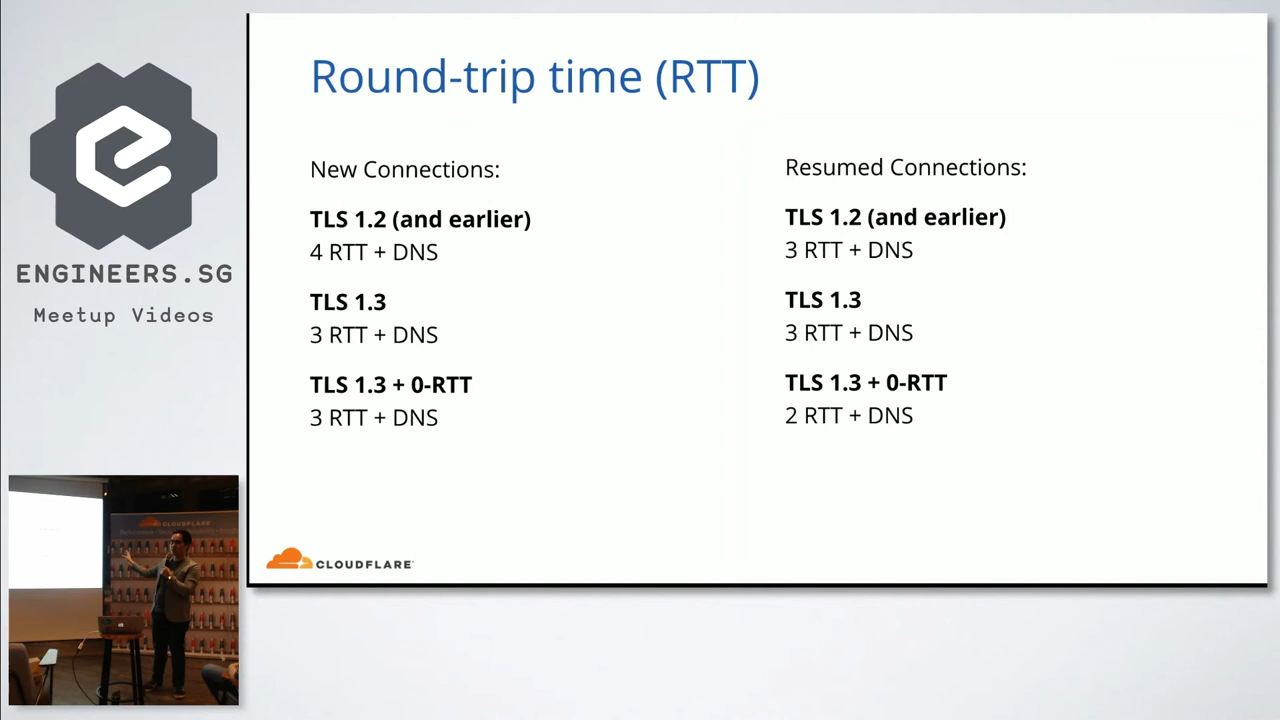 ENGINEERS.SG
Meetup Videos
Round-trip time (RTT)
New Connections:
TLS 1.2 (and earlier)
4 RTT + DNS
TLS 1.3
3 RTT + DNS
TLS 1.3 + 0-RTT
3 RTT + DNS
Resumed Connections:
TLS 1.2 (and earlier)
3 RTT + DNS
TLS 1.3
3 RTT + DNS
TLS 1.3 + 0-RTT
2 RTT + DNS
CLOUDFLARE
CLOUDFLARE